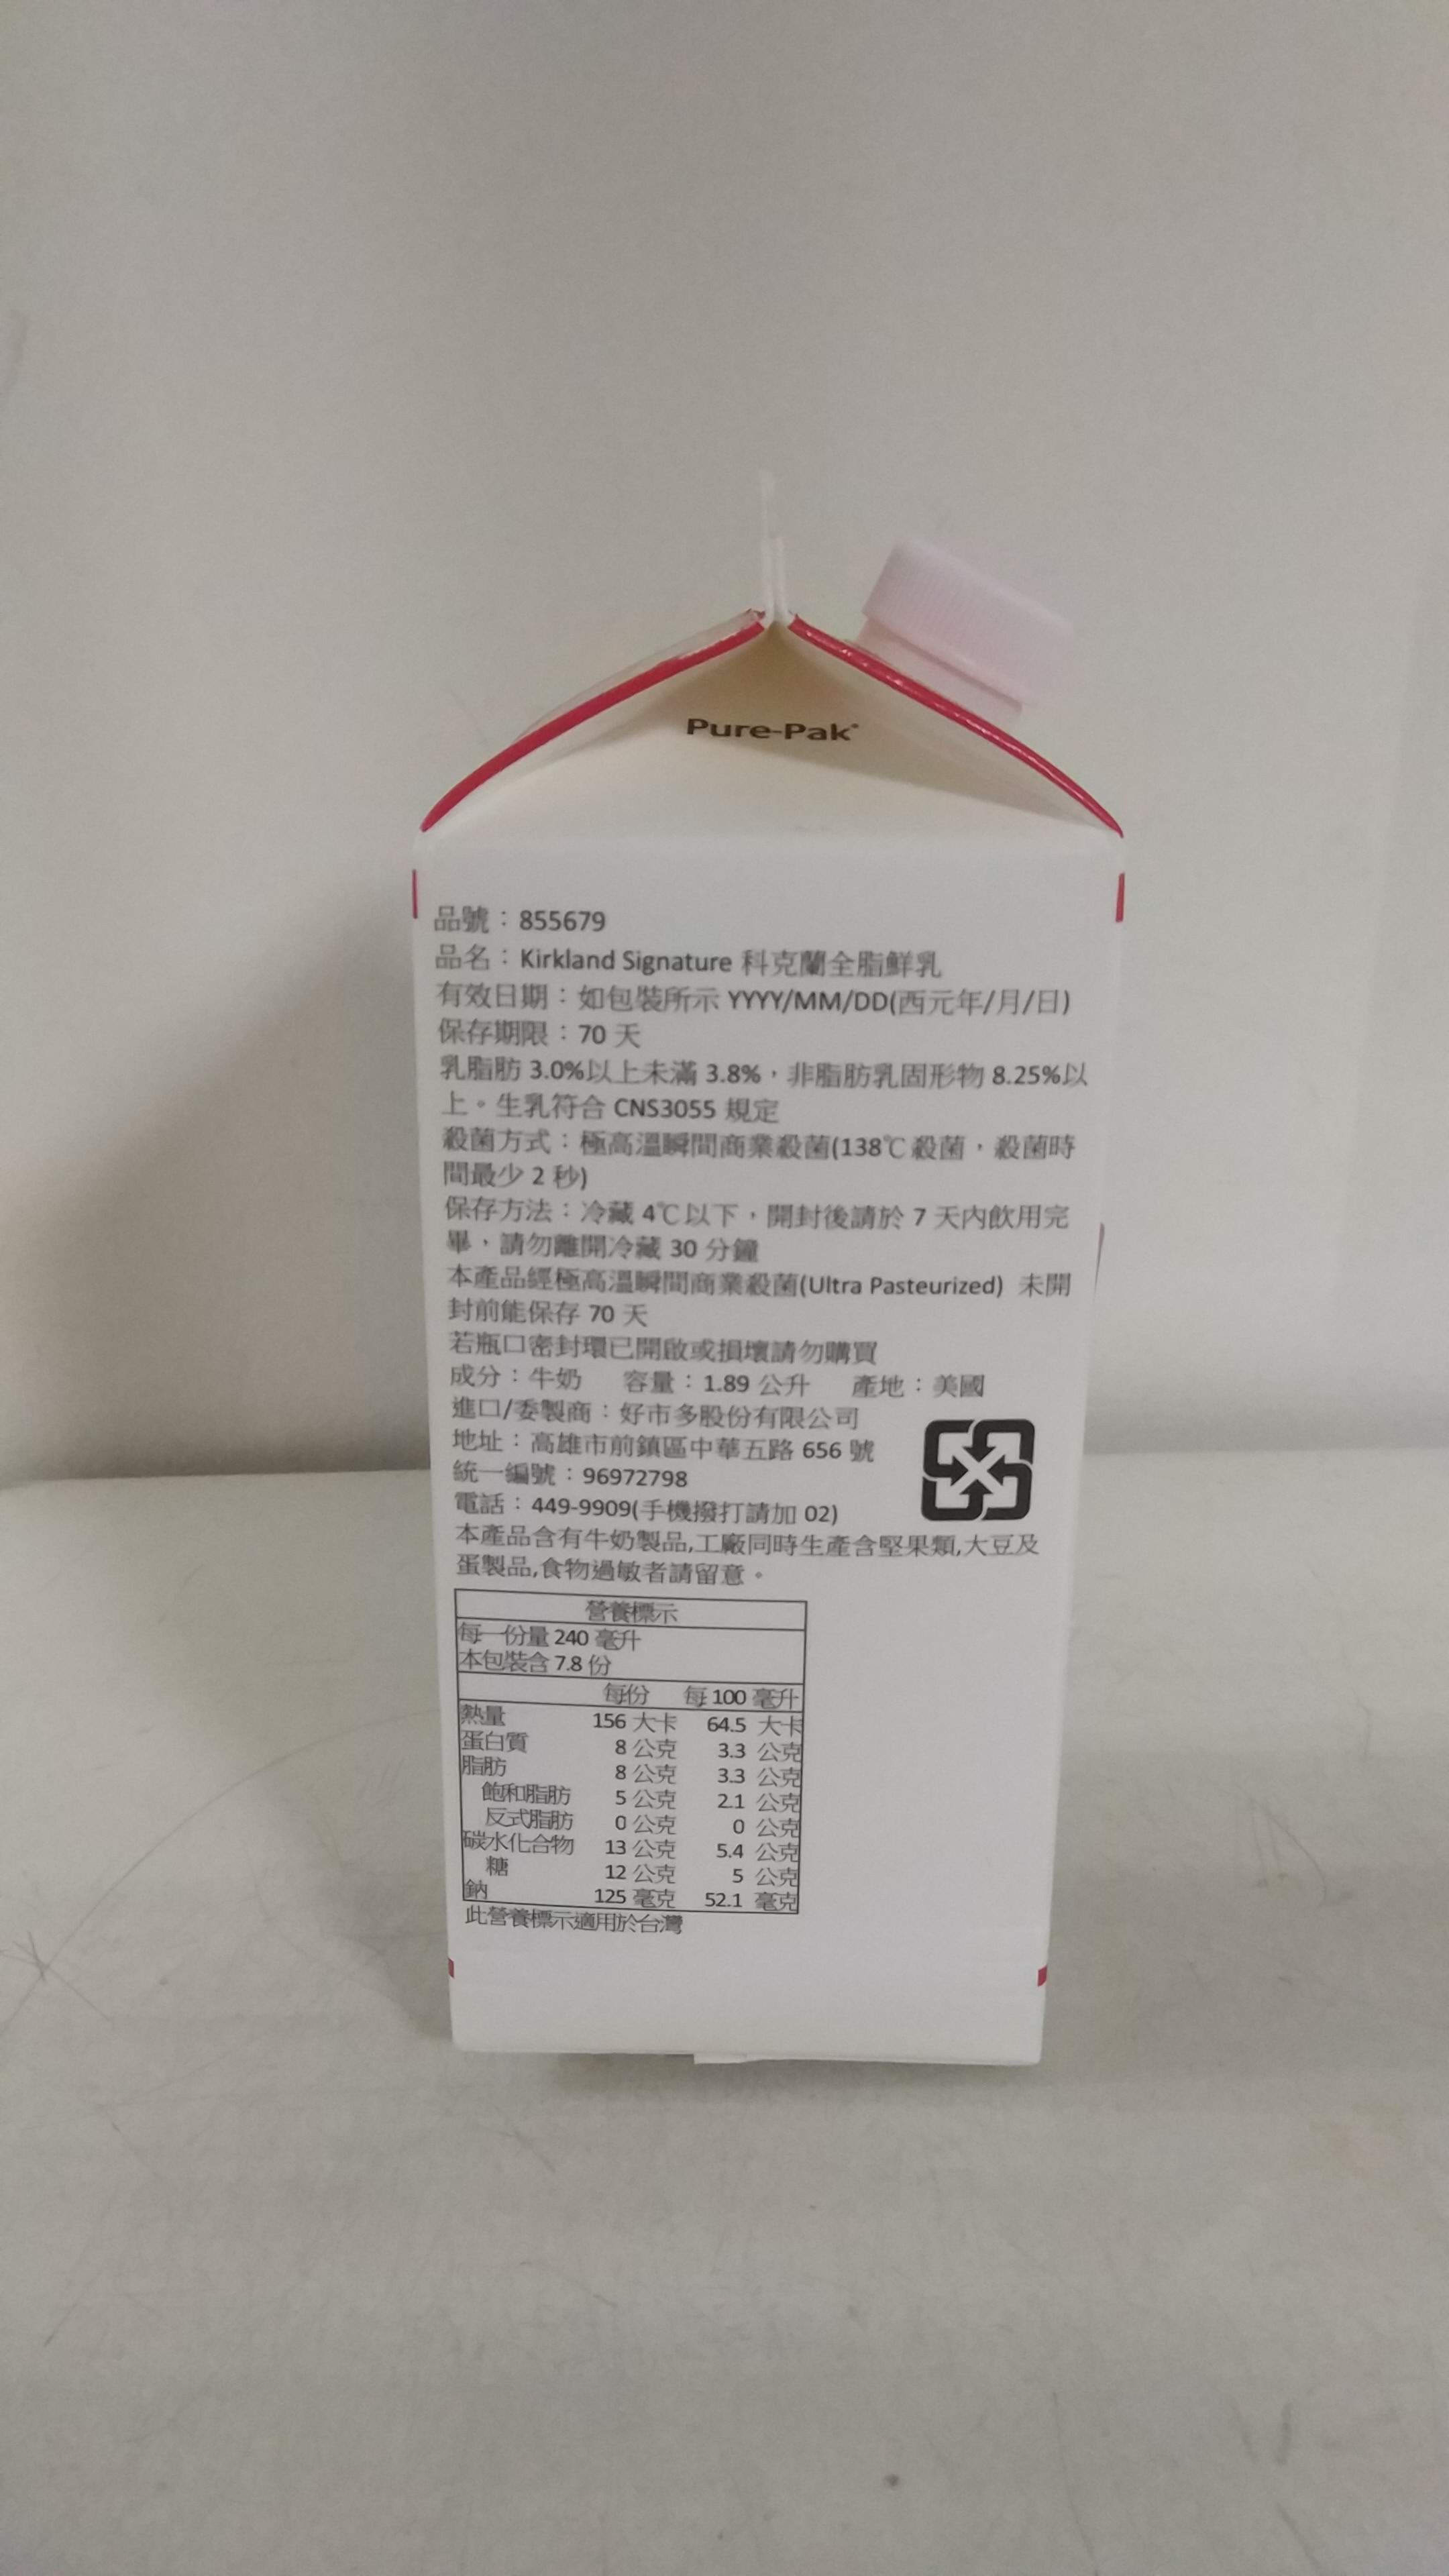 Pure-Pak®
品號：855679
品名：Kirkland Signature 科克蘭全脂鮮乳
有效日期：如包裝所示 YYYY/MM/DD(西元年/月/日)
保存期限：70 天
乳脂肪 3.0%以上未滿 3.8%，非脂肪乳固形物 8.25%以
上。生乳符合 CNS3055 規定
殺菌方式：極高溫瞬間商業殺菌(138℃殺菌，殺菌時
間最少 2 秒)
保存方法：冷藏 4℃以下，開封後請於 7 天內飲用完
畢，請勿離開冷藏 30 分鐘
本產品經極高溫瞬間商業殺菌(Ultra Pasteurized) 未開
封前能保存 70 天
若瓶口密封環已開啟或損壞請勿購買
成分：牛奶 容量：1.89 公升 產地：美國
進口/委製商：好市多股份有限公司
地址：高雄市前鎮區中華五路 656 號
統一編號：96972798
電話：449-9909(手機撥打請加 02)
本產品含有牛奶製品,工廠同時生產含堅果類,大豆及
蛋製品,食物過敏者請留意。
營養標示
每一份量 240 毫升
本包裝含 7.8 份
每份 每 100 毫升
熱量 156 大卡 64.5 大卡
蛋白質 8 公克 3.3 公克
脂肪 8 公克 3.3 公克
飽和脂肪 5 公克 2.1 公克
反式脂肪 0 公克 0 公克
碳水化合物 13 公克 5.4 公克
糖 12 公克 5 公克
鈉 125 毫克 52.1 毫克
此營養標示適用於台灣